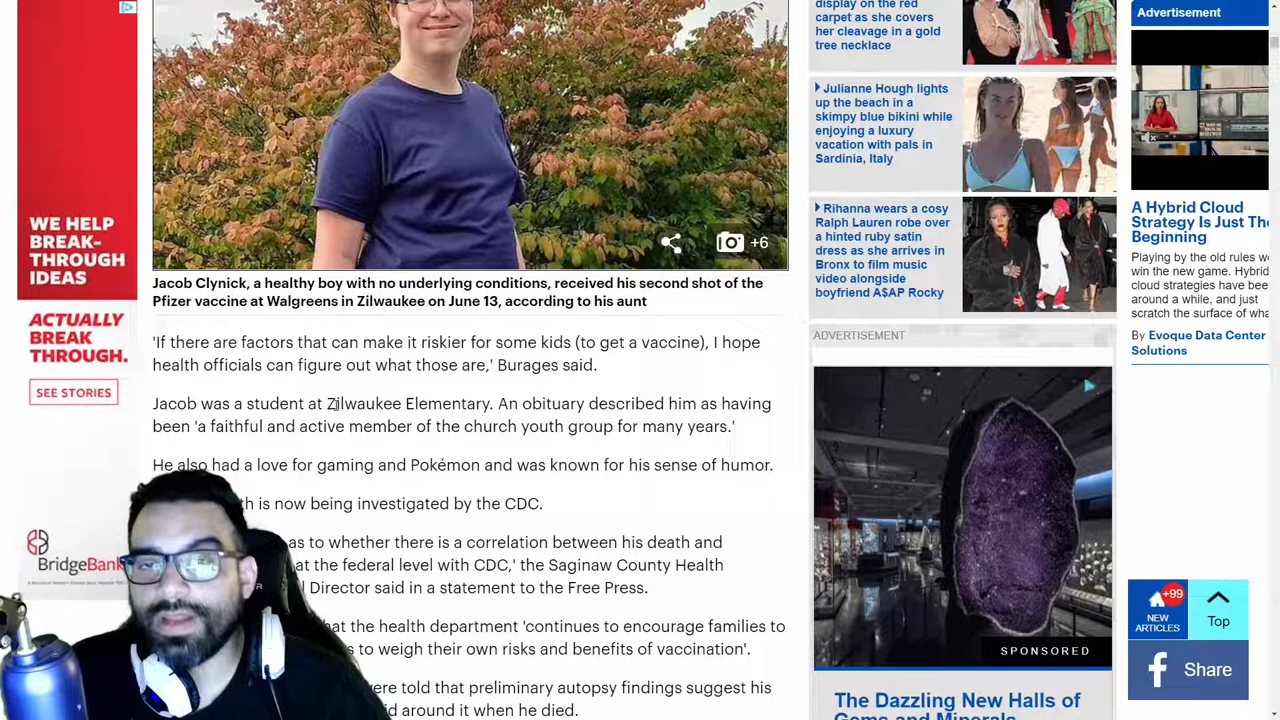 WE HELP
BREAK-
THROUGH
IDEAS
ACTUALLY
BREAK
THROUGH.
SEE STORIES
BridgeBank
+6
Jacob Clynick, a healthy boy with no underlying conditions, received his second shot of the
Pfizer vaccine at Walgreens in Zilwaukee on June 13, according to his aunt
'If there are factors that can make it riskier for some kids (to get a vaccine), I hope
health officials can figure out what those are,' Burages said.
Jacob was a student at Zilwaukee Elementary. An obituary described him as having
been 'a faithful and active member of the church youth group for many years.'
He also had a love for gaming and Pokémon and was known for his sense of humor.
is now being investigated by the CDC.
as to whether there is a correlation between his death and
at the federal level with CDC,' the Saginaw County Health
Director said in a statement to the Free Press.
the health department 'continues to encourage families to
to weigh their own risks and benefits of vaccination'.
were told that preliminary autopsy findings suggest his
around it when he died.
display on the red
carpet as she covers
her cleavage in a gold
tree necklace
Julianne Hough lights
up the beach in a
skimpy blue bikini while
enjoying a luxury
vacation with pals in
Sardinia, Italy
Rihanna wears a cosy
Ralph Lauren robe over
a hinted ruby satin
dress as she arrives in
Bronx to film music
video alongside
boyfriend A$AP Rocky
ADVERTISEMENT
SPONSORED
The Dazzling New Halls of
Gems and Minerals
Advertisement
A Hybrid Cloud
Strategy Is Just The
Beginning
Playing by the old rules
win the new game. Hybrid
cloud strategies have
around a while, and just
scratch the surface of
By Evoque Data Center
Solutions
+99
NEW
ARTICLES
Top
Share